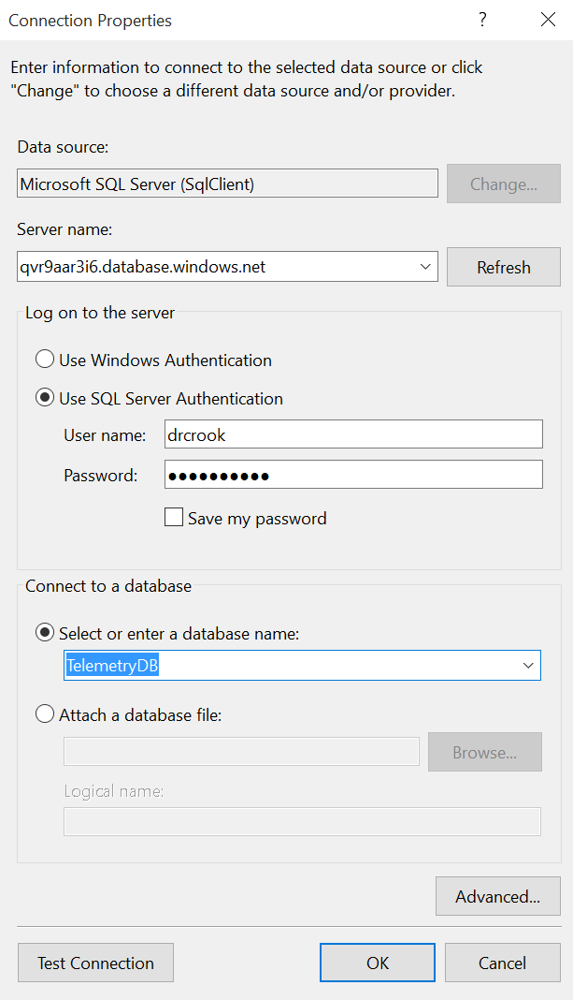 Connection Properties ?
Enter information to connect to the selected data source or click
"Change" to choose a different data source and/or provider.
Data source:
Microsoft SQL Server (SqlClient) Change...
Server name:
qvr9aar3i6.database.windows.net Refresh
Log on to the server
Use Windows Authentication
Use SQL Server Authentication
User name: drcrook
Password: ●●●●●●●●●●
Save my password
Connect to a database
Select or enter a database name:
TelemetryDB
Attach a database file:
Browse...
Logical name:
Advanced...
Test Connection OK Cancel